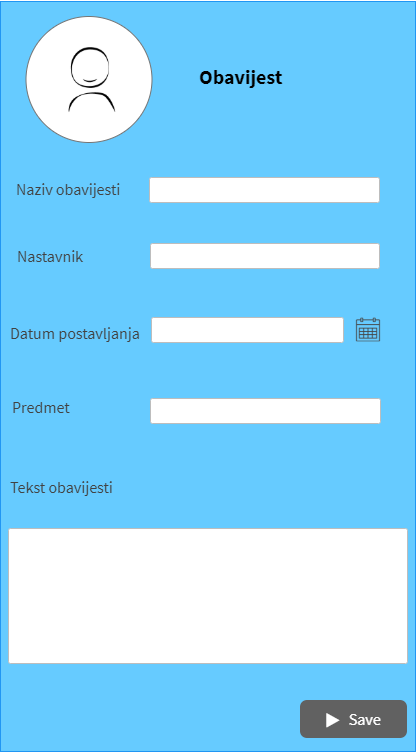 Obavijest
Naziv obavijesti
Nastavnik
Datum postavljanja
Predmet
Tekst obavijesti
Save